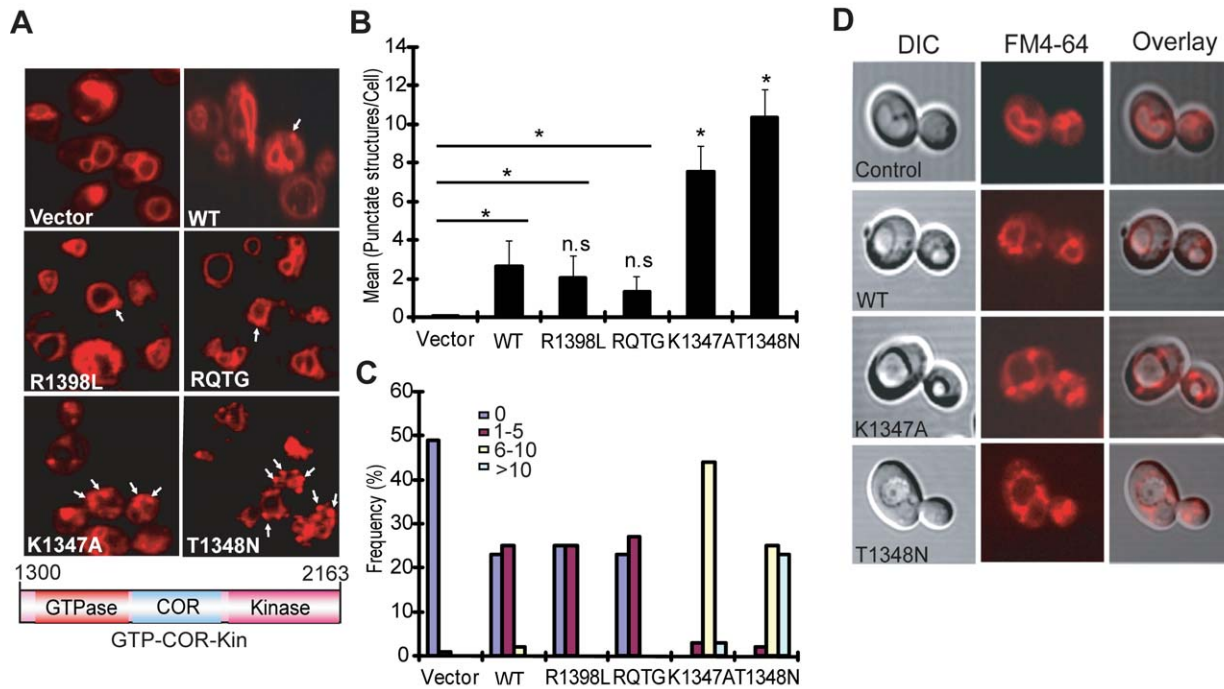 A
Vector
WT
R1398L
RQTG
K1347A
T1348N
1300
2163
GTPase
COR
Kinase
GTP-COR-Kin
B
Mean (Punctate structures/Cell)
14
12
10
8
6
4
2
0
*
*
*
n.s
n.s
*
*
Vector
WT
R1398L
RQTG
K1347A
T1348N
C
Frequency (%)
60
50
40
30
20
10
0
0
1-5
6-10
>10
Vector
WT
R1398L
RQTG
K1347A
T1348N
D
DIC
FM4-64
Overlay
Control
WT
K1347A
T1348N